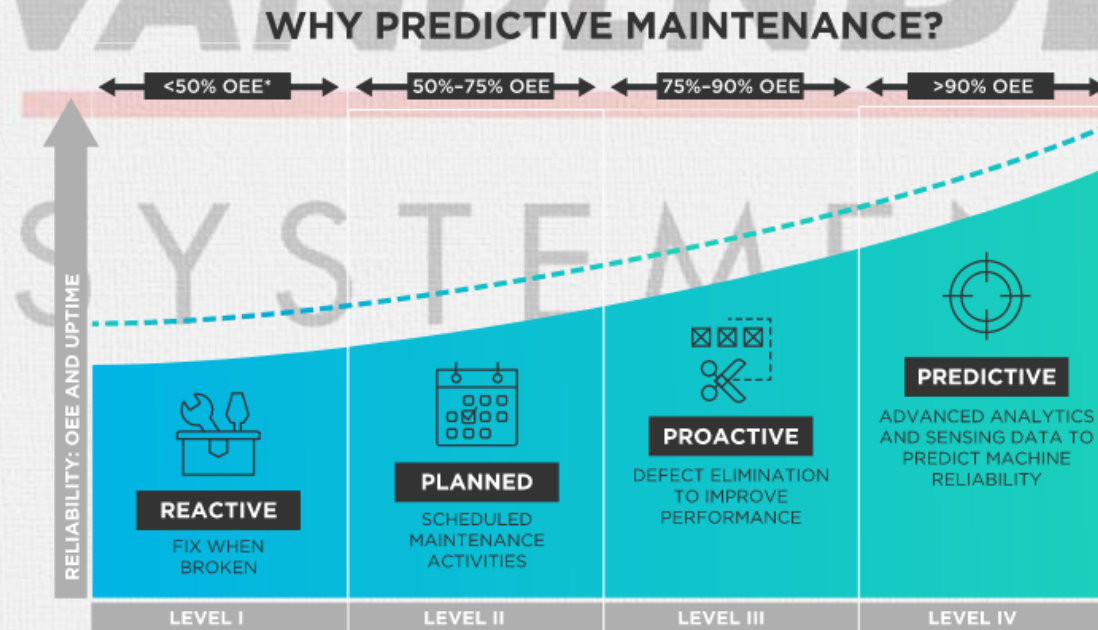 WHY PREDICTIVE MAINTENANCE?
<50% OEE*
50%–75% OEE
75%–90% OEE
>90% OEE
SYSTEME
RELIABILITY: OEE AND UPTIME
REACTIVE
FIX WHEN
BROKEN
PLANNED
SCHEDULED
MAINTENANCE
ACTIVITIES
PROACTIVE
DEFECT ELIMINATION
TO IMPROVE
PERFORMANCE
PREDICTIVE
ADVANCED ANALYTICS
AND SENSING DATA TO
PREDICT MACHINE
RELIABILITY
LEVEL I
LEVEL II
LEVEL III
LEVEL IV